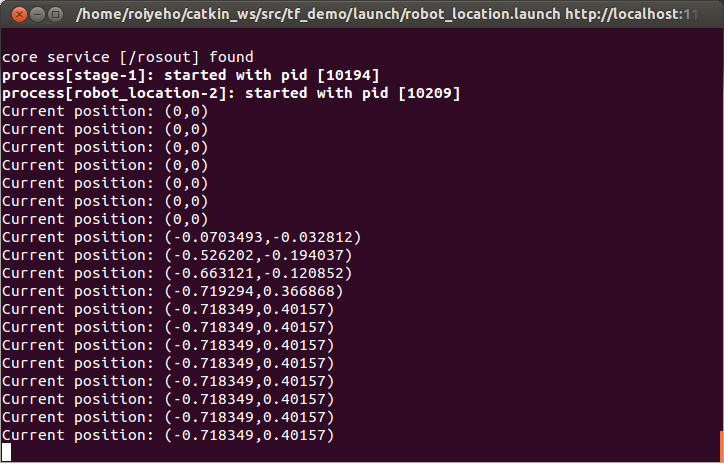 /home/roiyeho/catkin_ws/src/tf_demo/launch/robot_location.launch http://localhost:11
core service [/rosout] found
process[stage-1]: started with pid [10194]
process[robot_location-2]: started with pid [10209]
Current position: (0,0)
Current position: (0,0)
Current position: (0,0)
Current position: (0,0)
Current position: (0,0)
Current position: (0,0)
Current position: (0,0)
Current position: (-0.0703493,-0.032812)
Current position: (-0.526202,-0.194037)
Current position: (-0.663121,-0.120852)
Current position: (-0.719294,0.366868)
Current position: (-0.718349,0.40157)
Current position: (-0.718349,0.40157)
Current position: (-0.718349,0.40157)
Current position: (-0.718349,0.40157)
Current position: (-0.718349,0.40157)
Current position: (-0.718349,0.40157)
Current position: (-0.718349,0.40157)
Current position: (-0.718349,0.40157)